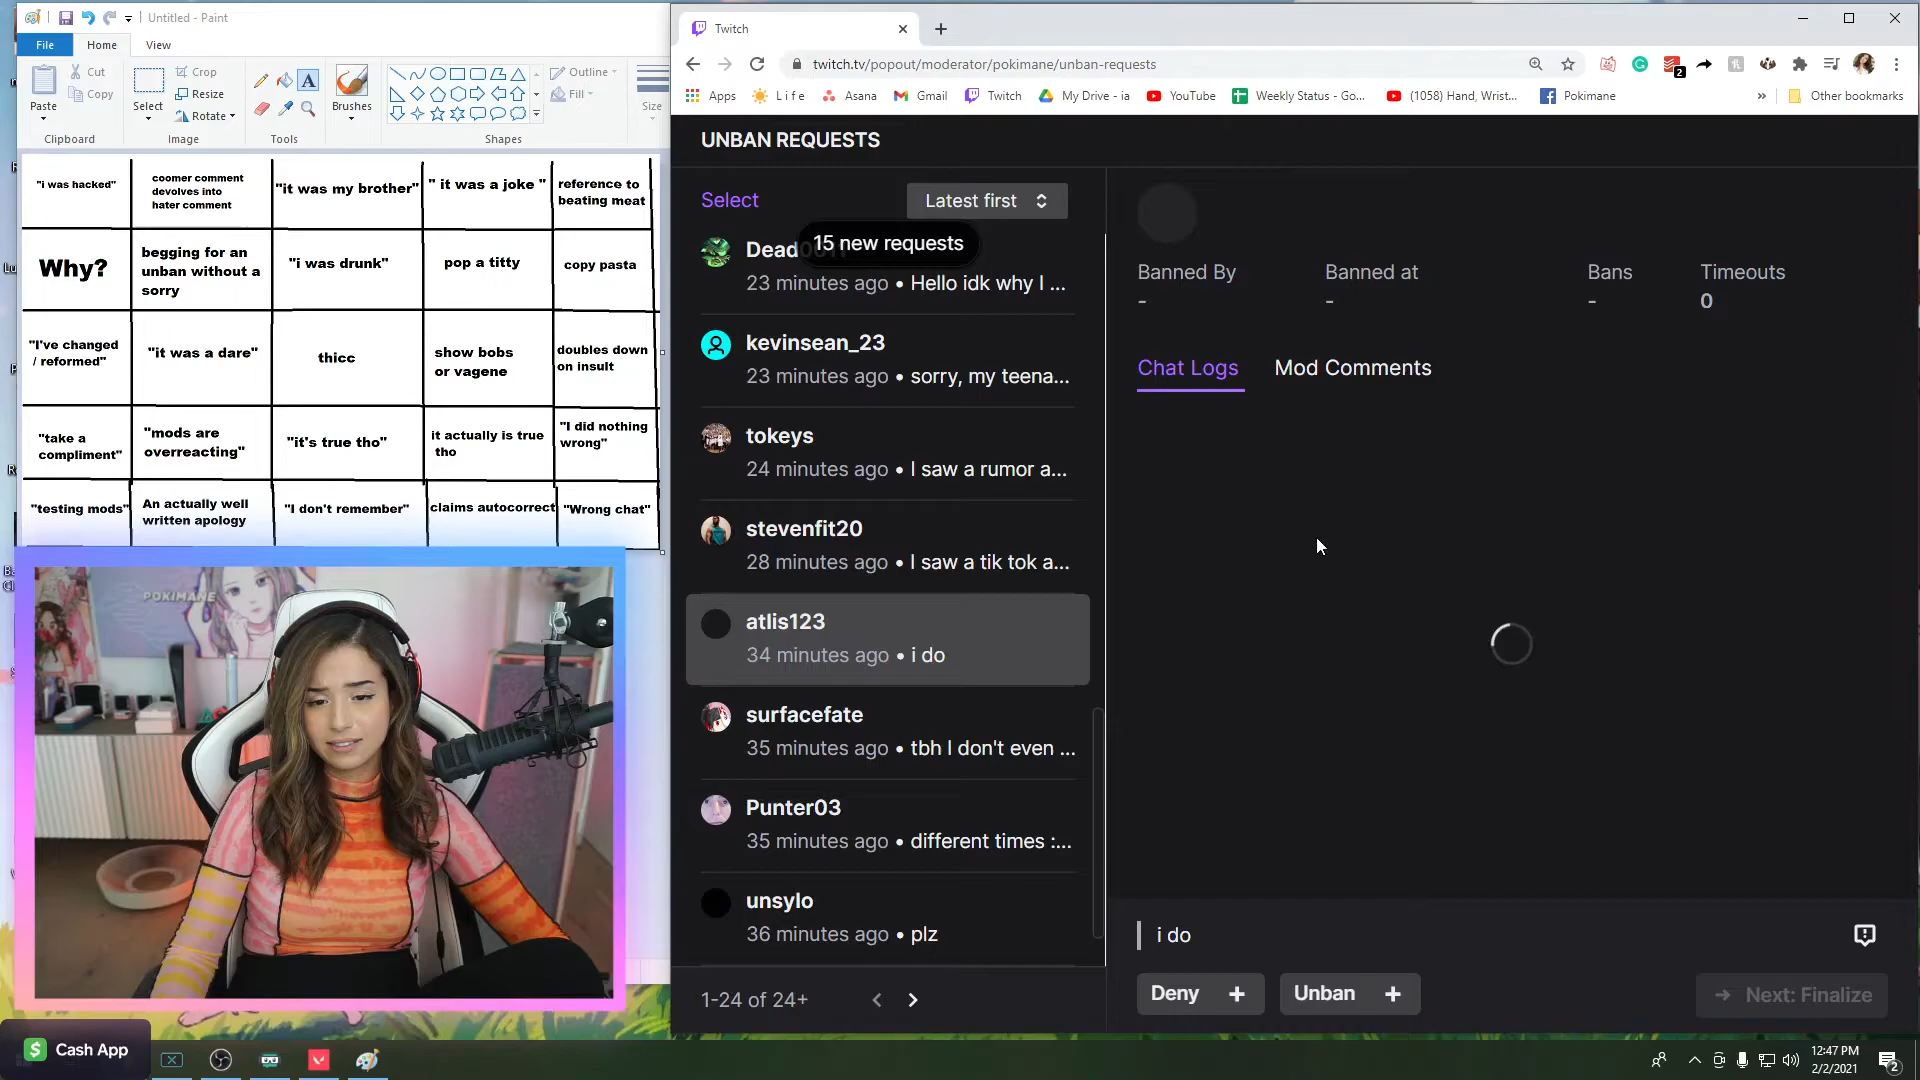 Untitled - Paint
File
Home
View
Paste
Cut
Copy
Clipboard
Select
Crop
Resize
Rotate
Image
Tools
Brushes
Shapes
Outline
Fill
Size
"i was hacked"
coomer comment
devolves into
hater comment
"it was my brother"
" it was a joke "
reference to
beating meat
Why?
begging for an
unban without a
sorry
"i was drunk"
pop a titty
copy pasta
"I've changed
/ reformed"
"it was a dare"
thicc
show bobs
or vagene
doubles down
on insult
"take a
compliment"
"mods are
overreacting"
"it's true tho"
it actually is true
tho
"I did nothing
wrong"
"testing mods"
An actually well
written apology
"I don't remember"
claims autocorrect
"Wrong chat"
POKIMANE
Cash App
Twitch
twitch.tv/popout/moderator/pokimane/unban-requests
2
Apps
L i f e
Asana
Gmail
Twitch
My Drive - ia
YouTube
Weekly Status - Go...
(1058) Hand, Wrist...
Pokimane
»
Other bookmarks
UNBAN REQUESTS
Select
Latest first
15 new requests
23 minutes ago • Hello idk why I ...
kevinsean_23
23 minutes ago • sorry, my teena...
tokeys
24 minutes ago • I saw a rumor a...
stevenfit20
28 minutes ago • I saw a tik tok a...
atlis123
34 minutes ago • i do
surfacefate
35 minutes ago • tbh I don't even ...
Punter03
35 minutes ago • different times :...
unsylo
36 minutes ago • plz
1-24 of 24+
Banned By
-
Banned at
-
Bans
-
Timeouts
0
Chat Logs
Mod Comments
i do
Deny +
Unban +
Next: Finalize
12:47 PM
2/2/2021
2